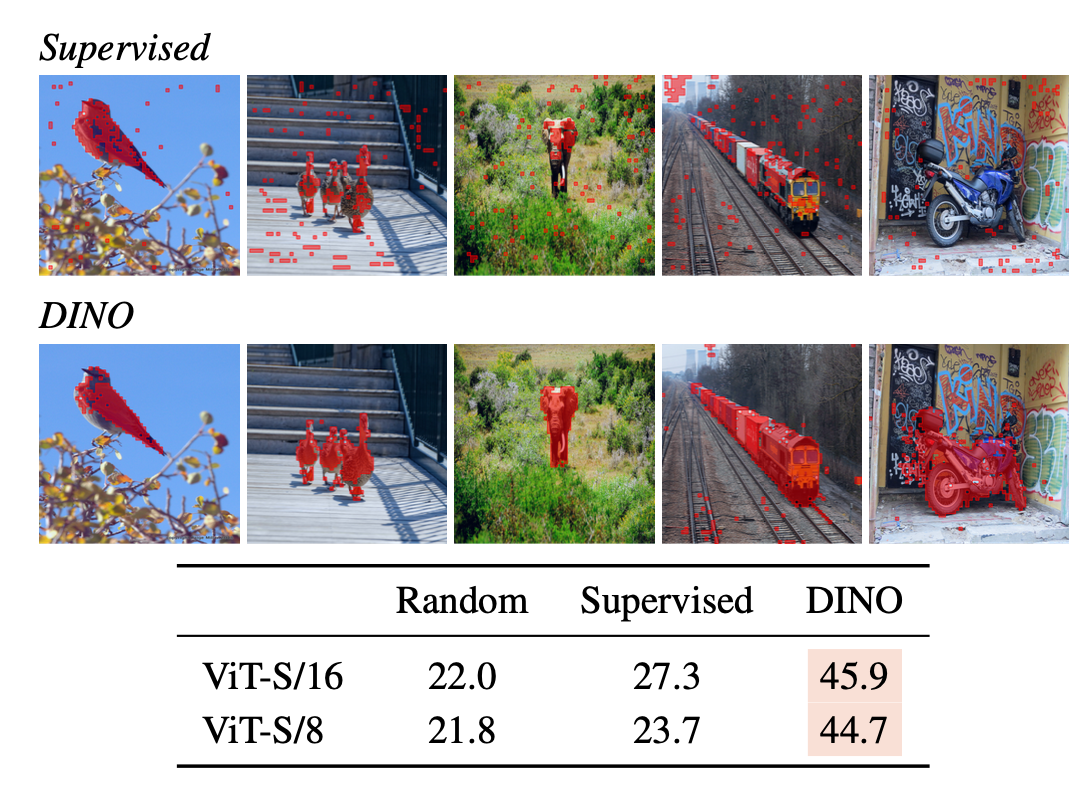 Supervised
DINO
Random Supervised DINO
ViT-S/16 22.0 27.3 45.9
ViT-S/8 21.8 23.7 44.7